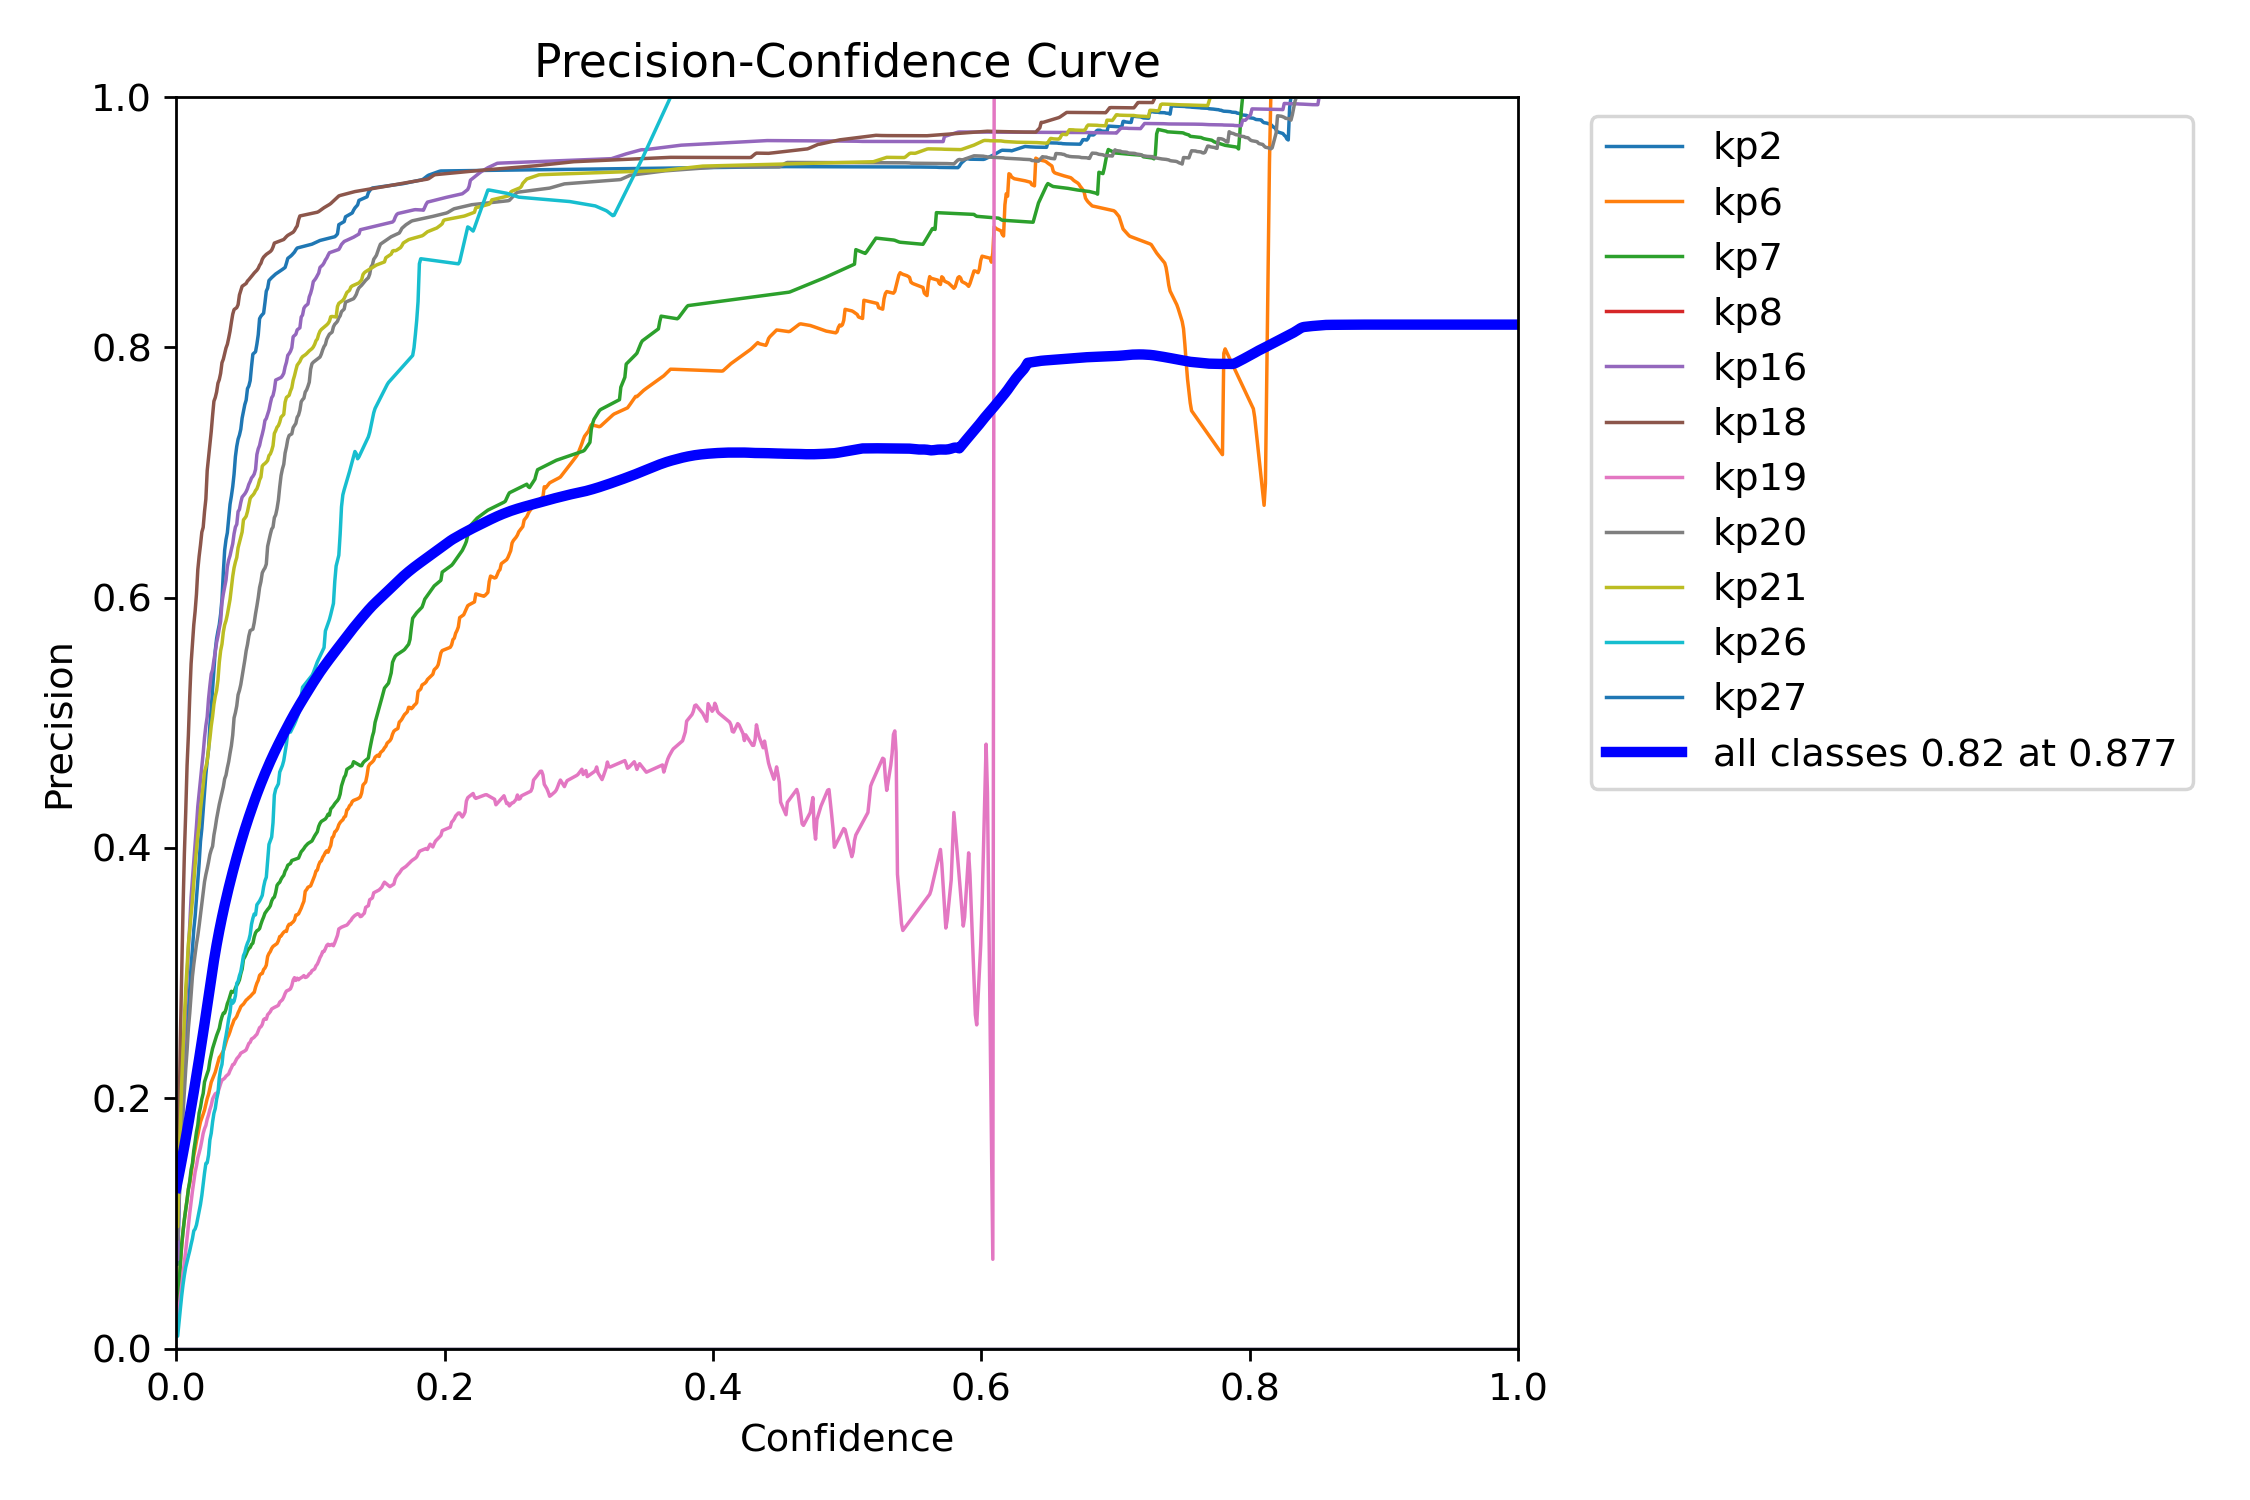 Precision-Confidence Curve
1.0
0.8
0.6
0.4
0.2
0.0
Precision
0.0 0.2 0.4 0.6 0.8 1.0
Confidence
kp2
kp6
kp7
kp8
kp16
kp18
kp19
kp20
kp21
kp26
kp27
all classes 0.82 at 0.877